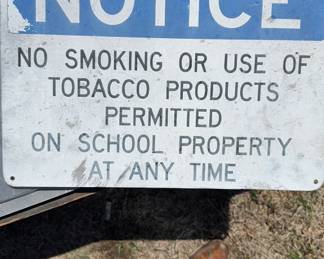 NOTICE
NO SMOKING OR USE OF
TOBACCO PRODUCTS
PERMITTED
ON SCHOOL PROPERTY
AT ANY TIME